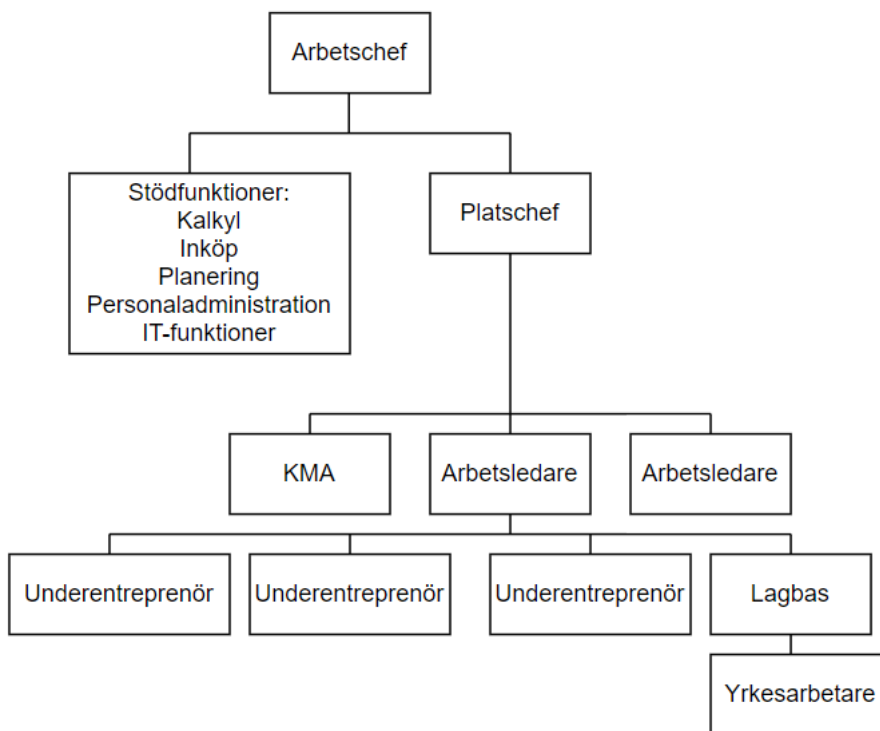 Arbetschef
Stödfunktioner:
Kalkyl
Inköp
Planering
Personaladministration
IT-funktioner
Platschef
KMA
Arbetsledare
Arbetsledare
Underentreprenör
Underentreprenör
Underentreprenör
Lagbas
Yrkesarbetare